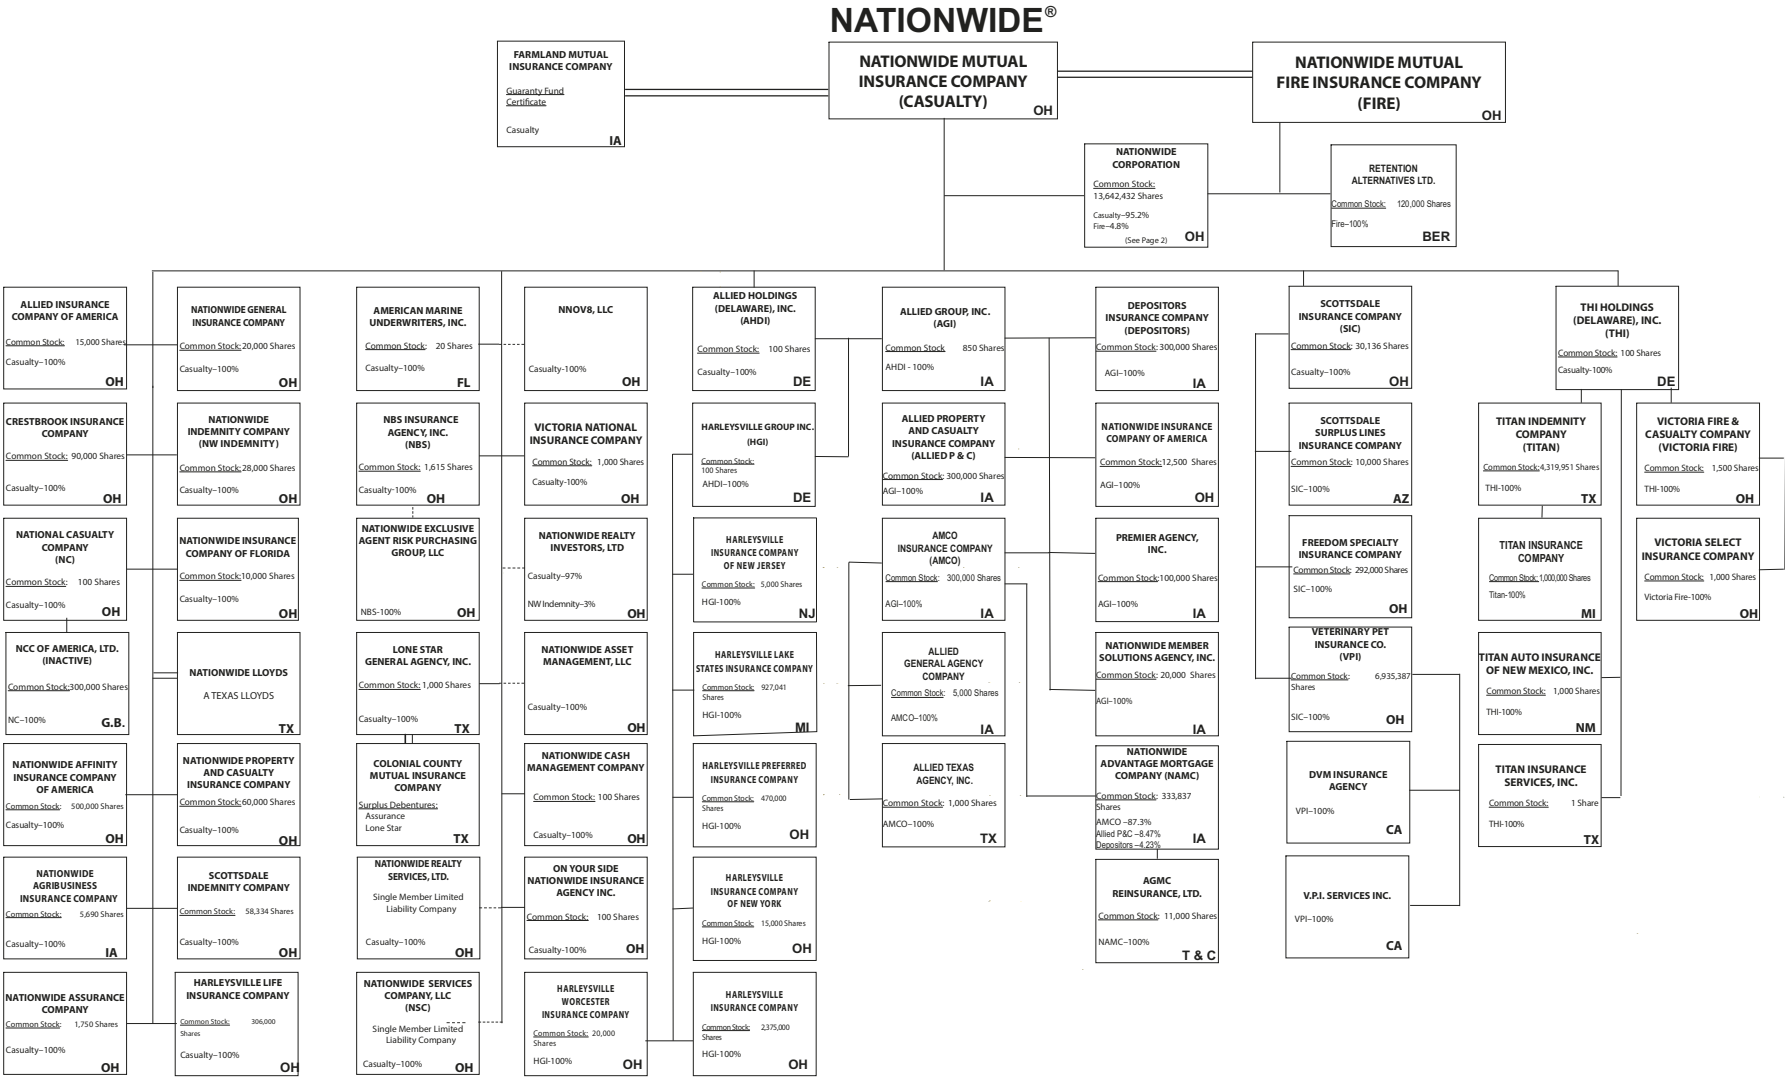 NATIONWIDE®
FARMLAND MUTUAL
INSURANCE COMPANY
Guaranty Fund
Certificate
Casualty
IA
NATIONWIDE MUTUAL
INSURANCE COMPANY
(CASUALTY)
OH
NATIONWIDE MUTUAL
FIRE INSURANCE COMPANY
(FIRE)
OH
NATIONWIDE
CORPORATION
Common Stock:
13,642,432 Shares
Casualty–95.2%
Fire–4.8%
(See Page 2)
OH
RETENTION
ALTERNATIVES LTD.
Common Stock: 120,000 Shares
Fire–100%
BER
ALLIED INSURANCE
COMPANY OF AMERICA
Common Stock: 15,000 Shares
Casualty–100%
OH
NATIONWIDE GENERAL
INSURANCE COMPANY
Common Stock: 20,000 Shares
Casualty–100%
OH
AMERICAN MARINE
UNDERWRITERS, INC.
Common Stock: 20 Shares
Casualty–100%
FL
NNOV8, LLC
Casualty-100%
OH
ALLIED HOLDINGS
(DELAWARE), INC.
(AHDI)
Common Stock: 100 Shares
Casualty–100%
DE
ALLIED GROUP, INC.
(AGI)
Common Stock 850 Shares
AHDI - 100%
IA
DEPOSITORS
INSURANCE COMPANY
(DEPOSITORS)
Common Stock: 300,000 Shares
AGI–100%
IA
SCOTTSDALE
INSURANCE COMPANY
(SIC)
Common Stock: 30,136 Shares
Casualty–100%
OH
THI HOLDINGS
(DELAWARE), INC.
(THI)
Common Stock: 100 Shares
Casualty-100%
DE
CRESTBROOK INSURANCE
COMPANY
Common Stock: 90,000 Shares
Casualty–100%
OH
NATIONWIDE
INDEMNITY COMPANY
(NW INDEMNITY)
Common Stock: 28,000 Shares
Casualty–100%
OH
NBS INSURANCE
AGENCY, INC.
(NBS)
Common Stock: 1,615 Shares
Casualty-100%
OH
VICTORIA NATIONAL
INSURANCE COMPANY
Common Stock: 1,000 Shares
Casualty-100%
OH
HARLEYSVILLE GROUP INC.
(HGI)
Common Stock:
100 Shares
AHDI–100%
DE
ALLIED PROPERTY
AND CASUALTY
INSURANCE COMPANY
(ALLIED P & C)
Common Stock: 300,000 Shares
AGI–100%
IA
NATIONWIDE INSURANCE
COMPANY OF AMERICA
Common Stock:12,500 Shares
AGI–100%
OH
SCOTTSDALE
SURPLUS LINES
INSURANCE COMPANY
Common Stock: 10,000 Shares
SIC–100%
AZ
TITAN INDEMNITY
COMPANY
(TITAN)
Common Stock:4,319,951 Shares
THI-100%
TX
VICTORIA FIRE &
CASUALTY COMPANY
(VICTORIA FIRE)
Common Stock: 1,500 Shares
THI-100%
OH
NATIONAL CASUALTY
COMPANY
(NC)
Common Stock: 100 Shares
Casualty–100%
OH
NATIONWIDE INSURANCE
COMPANY OF FLORIDA
Common Stock:10,000 Shares
Casualty–100%
OH
NATIONWIDE EXCLUSIVE
AGENT RISK PURCHASING
GROUP, LLC
NBS-100%
OH
NATIONWIDE REALTY
INVESTORS, LTD
Casualty–97%
NW Indemnity–3%
OH
HARLEYSVILLE
INSURANCE COMPANY
OF NEW JERSEY
Common Stock: 5,000 Shares
HGI-100%
NJ
AMCO
INSURANCE COMPANY
(AMCO)
Common Stock: 300,000 Shares
AGI–100%
IA
PREMIER AGENCY,
INC.
Common Stock:100,000 Shares
AGI–100%
IA
FREEDOM SPECIALTY
INSURANCE COMPANY
Common Stock: 292,000 Shares
SIC–100%
OH
TITAN INSURANCE
COMPANY
Common Stock: 1,000,000 Shares
Titan-100%
MI
VICTORIA SELECT
INSURANCE COMPANY
Common Stock: 1,000 Shares
Victoria Fire-100%
OH
NCC OF AMERICA, LTD.
(INACTIVE)
Common Stock:300,000 Shares
NC–100%
G.B.
NATIONWIDE LLOYDS
A TEXAS LLOYDS
TX
LONE STAR
GENERAL AGENCY, INC.
Common Stock: 1,000 Shares
Casualty–100%
TX
NATIONWIDE ASSET
MANAGEMENT, LLC
Casualty–100%
OH
HARLEYSVILLE LAKE
STATES INSURANCE COMPANY
Common Stock: 927,041
Shares
HGI-100%
MI
ALLIED
GENERAL AGENCY
COMPANY
Common Stock: 5,000 Shares
AMCO–100%
IA
NATIONWIDE MEMBER
SOLUTIONS AGENCY, INC.
Common Stock: 20,000 Shares
AGI–100%
IA
VETERINARY PET
INSURANCE CO.
(VPI)
Common Stock: 6,935,387
Shares
SIC–100%
OH
TITAN AUTO INSURANCE
OF NEW MEXICO, INC.
Common Stock: 1,000 Shares
THI-100%
NM
NATIONWIDE AFFINITY
INSURANCE COMPANY
OF AMERICA
Common Stock: 500,000 Shares
Casualty–100%
OH
NATIONWIDE PROPERTY
AND CASUALTY
INSURANCE COMPANY
Common Stock:60,000 Shares
Casualty–100%
OH
COLONIAL COUNTY
MUTUAL INSURANCE
COMPANY
Surplus Debentures:
Assurance
Lone Star
TX
NATIONWIDE CASH
MANAGEMENT COMPANY
Common Stock: 100 Shares
Casualty–100%
OH
HARLEYSVILLE PREFERRED
INSURANCE COMPANY
Common Stock: 470,000
Shares
HGI-100%
OH
ALLIED TEXAS
AGENCY, INC.
Common Stock: 1,000 Shares
AMCO–100%
TX
NATIONWIDE
ADVANTAGE MORTGAGE
COMPANY (NAMC)
Common Stock: 333,837
Shares
AMCO –87.3%
Allied P&C –8.47%
Depositors –4.23%
IA
DVM INSURANCE
AGENCY
VPI–100%
CA
TITAN INSURANCE
SERVICES, INC.
Common Stock: 1 Share
THI-100%
TX
NATIONWIDE
AGRIBUSINESS
INSURANCE COMPANY
Common Stock: 5,690 Shares
Casualty–100%
IA
SCOTTSDALE
INDEMNITY COMPANY
Common Stock: 58,334 Shares
Casualty–100%
OH
NATIONWIDE REALTY
SERVICES, LTD.
Single Member Limited
Liability Company
Casualty–100%
OH
ON YOUR SIDE
NATIONWIDE INSURANCE
AGENCY INC.
Common Stock: 100 Shares
Casualty-100%
OH
HARLEYSVILLE
INSURANCE COMPANY
OF NEW YORK
Common Stock: 15,000 Shares
HGI-100%
OH
AGMC
REINSURANCE, LTD.
Common Stock: 11,000 Shares
NAMC–100%
T & C
V.P.I. SERVICES INC.
VPI–100%
CA
NATIONWIDE ASSURANCE
COMPANY
Common Stock: 1,750 Shares
Casualty–100%
OH
HARLEYSVILLE LIFE
INSURANCE COMPANY
Common Stock: 306,000
Shares
Casualty–100%
OH
NATIONWIDE SERVICES
COMPANY, LLC
(NSC)
Single Member Limited
Liability Company
Casualty–100%
OH
HARLEYSVILLE
WORCESTER
INSURANCE COMPANY
Common Stock: 20,000
Shares
HGI-100%
OH
HARLEYSVILLE
INSURANCE COMPANY
Common Stock: 2,375,000
Shares
HGI-100%
OH